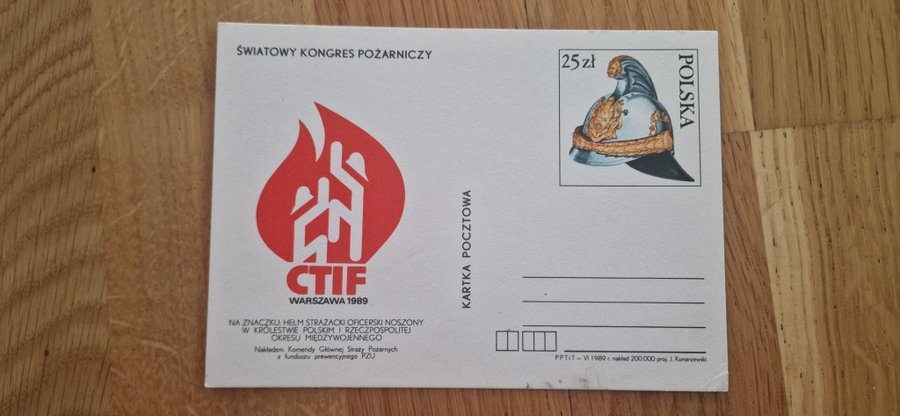 ŚWIATOWY KONGRES POŻARNICZY
25 zł
POLSKA
CTIF
WARSZAWA 1989
KARTKA POCZTOWA
NA ZNACZKU: HEŁM STRAŻACKI OFICERSKI NOSZONY
W KRÓLESTWIE POLSKIM I RZECZPOSPOLITEJ
OKRESU MIĘDZYWOJENNEGO
Nakładem Komendy Głównej Straży Pożarnych
z funduszu prewencyjnego PZU
PPTiT – VI 1989 r. nakład 200.000 proj. J. Konarzewski